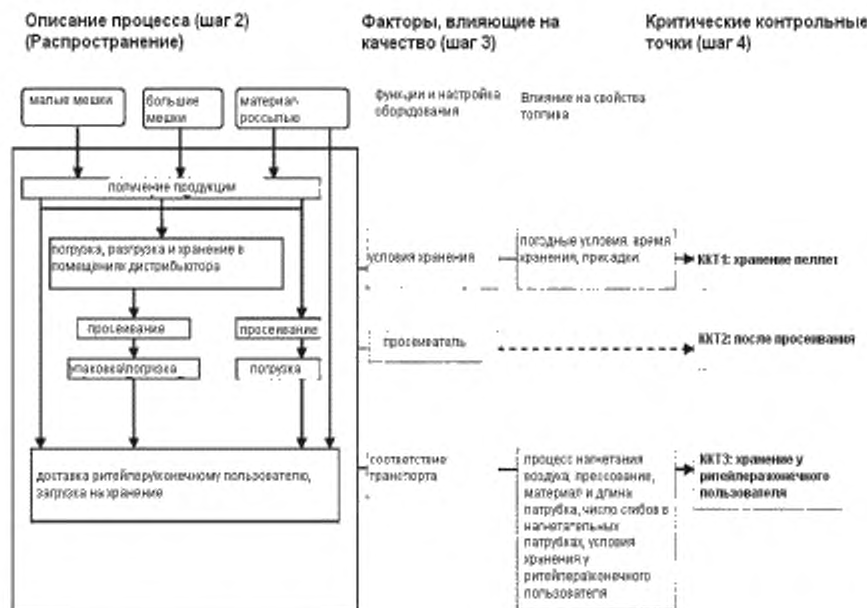 Описание процесса (шаг 2)
(Распространение)
Факторы, влияющие на
качество (шаг 3)
Критические контрольные
точки (шаг 4)
малые мешки
большие
мешки
материал
россыпью
функции и настройка
оборудования
Влияние на свойства
топлива
получение продукции
погрузка, разгрузка и хранение в
помещениях дистрибьютора
условия хранения
погодные условия, время
хранения, присадки
ККТ1: хранение пеллет
просеивание
просеивание
просеиватель
ККТ2: после просеивания
упаковка\погрузка
погрузка
доставка ритейлеру\конечному пользователю,
загрузка на хранение
соответствие
транспорта
процесс нагнетания
воздуха, прессование,
материал и длина
патрубка, число сгибов в
нагнетательных
патрубках, условия
хранения у
ритейлера\конечного
пользователя
ККТ3: хранение у
ритейлера\конечного
пользователя